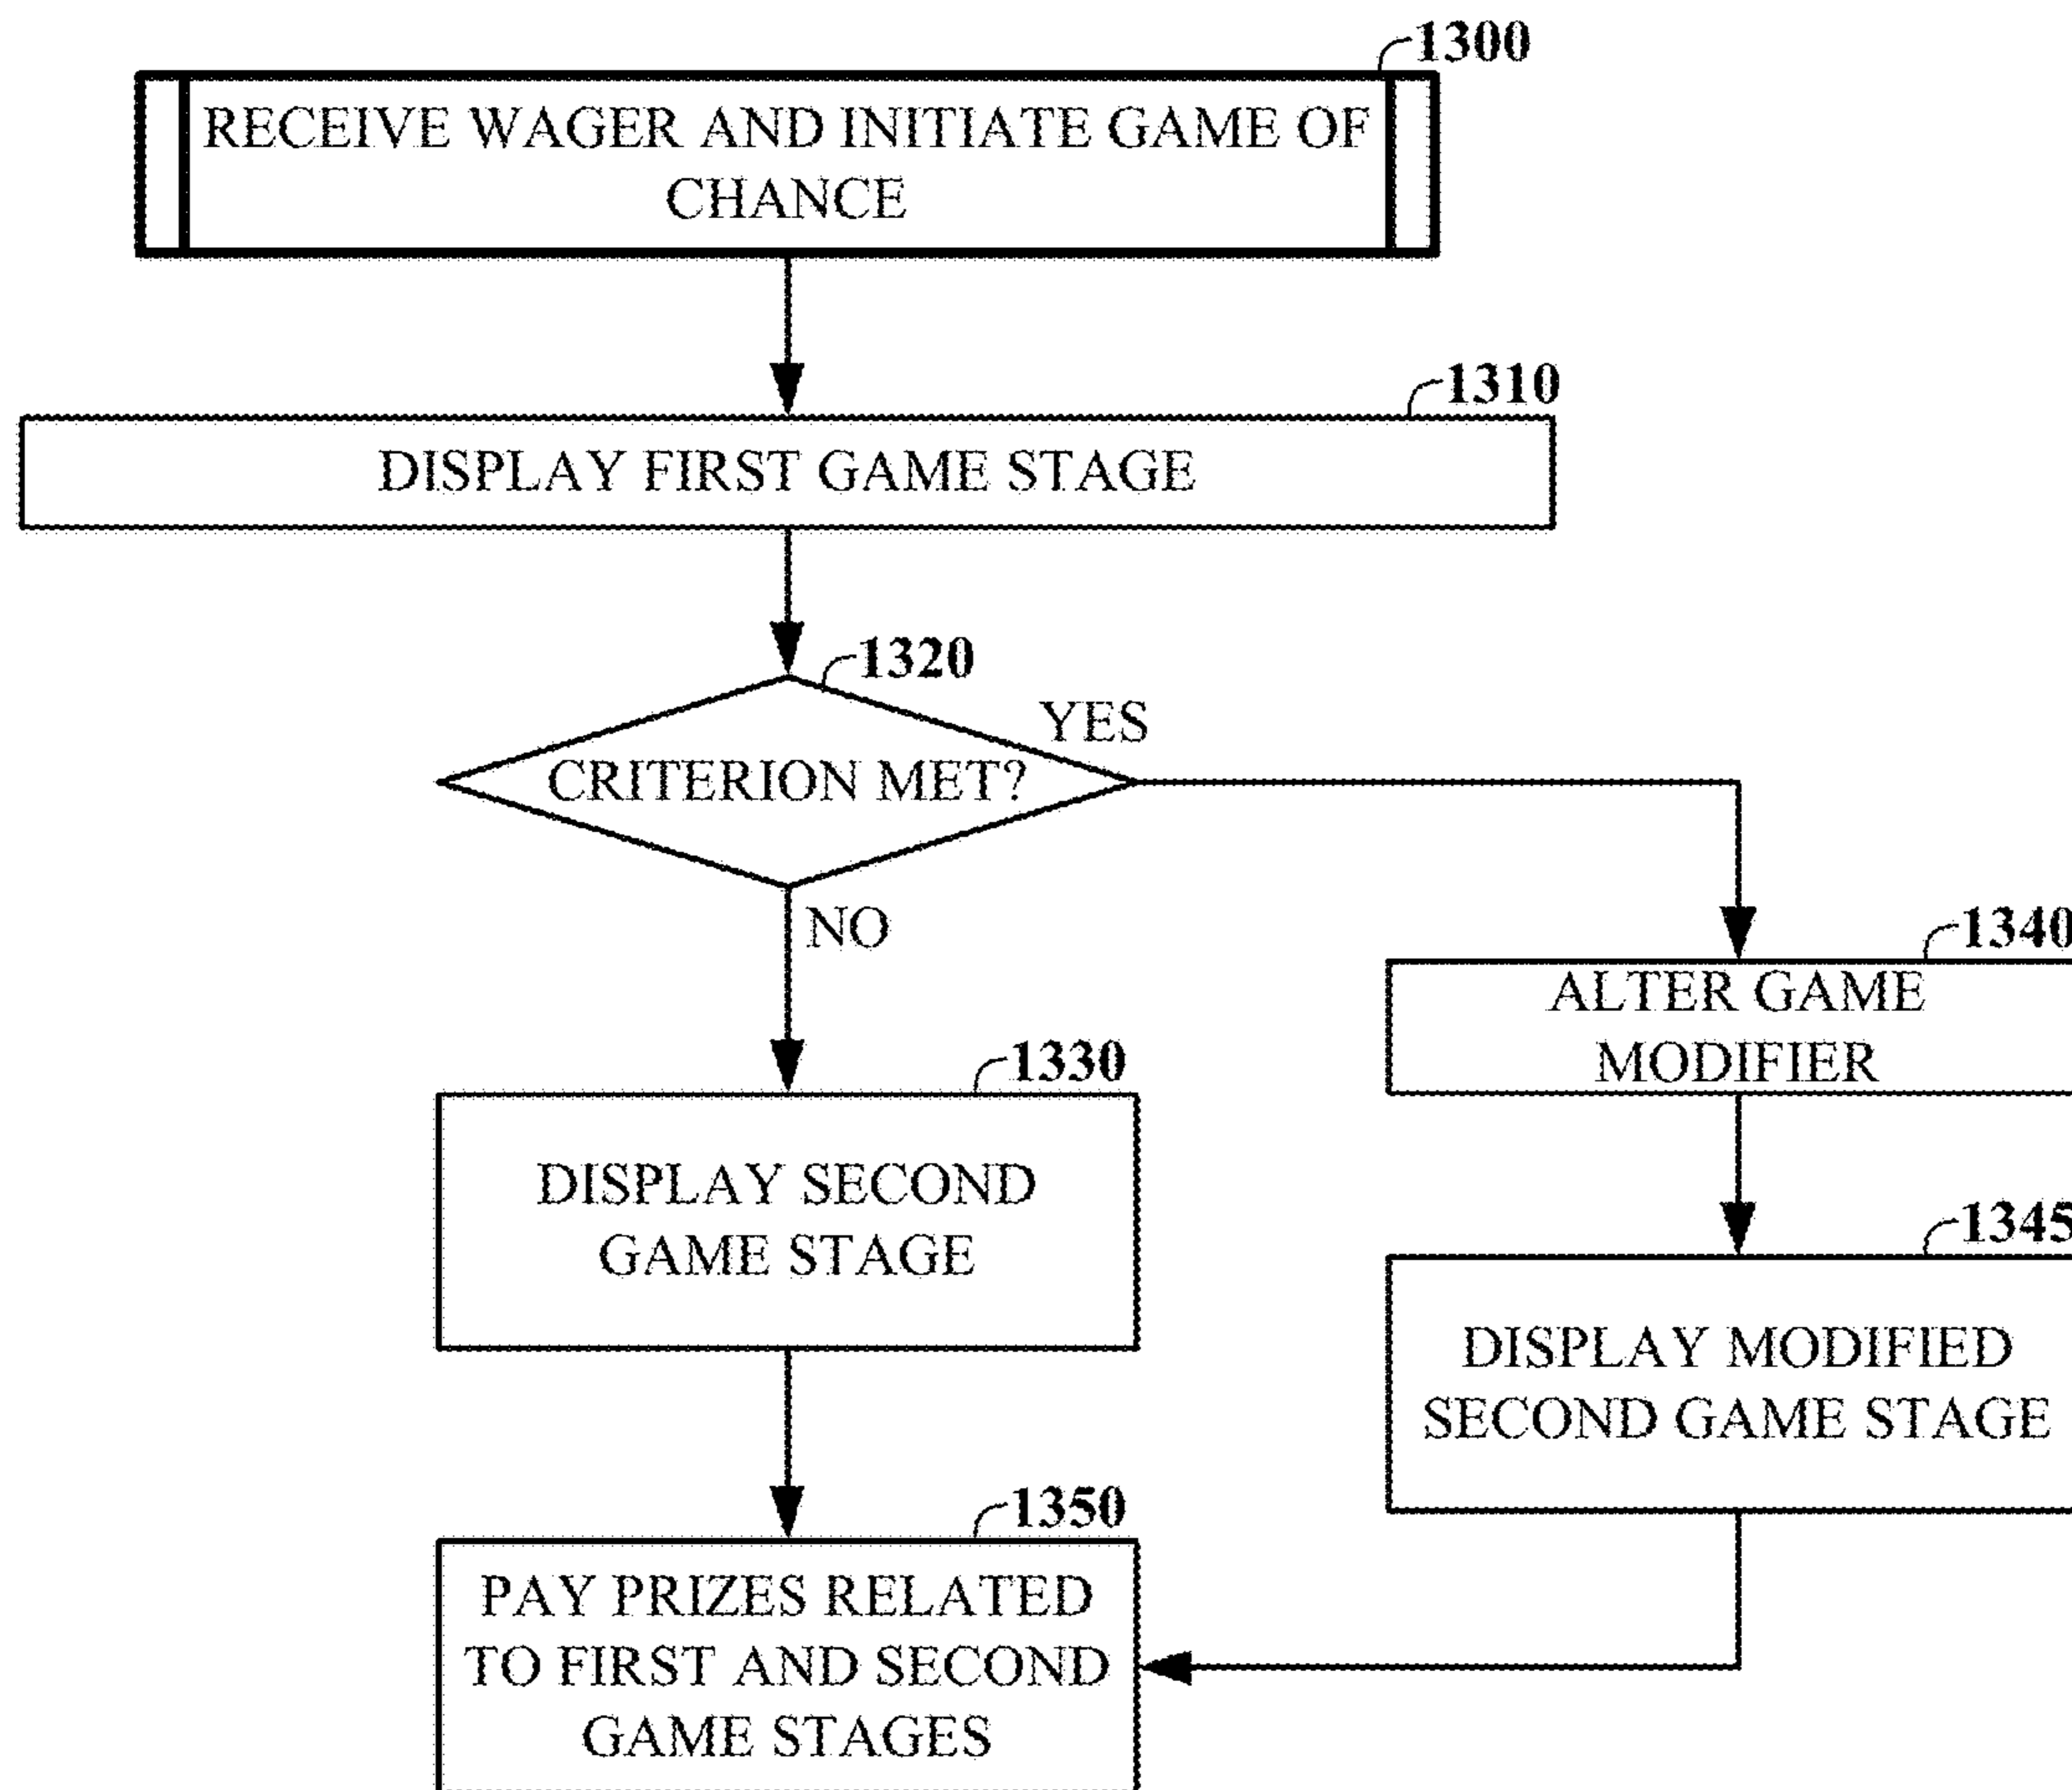 1300
RECEIVE WAGER AND INITIATE GAME OF
CHANCE
1310
DISPLAY FIRST GAME STAGE
1320
YES
CRITERION MET?
NO
1340
ALTER GAME
MODIFIER
1330
DISPLAY SECOND
GAME STAGE
1345
DISPLAY MODIFIED
SECOND GAME STAGE
1350
PAY PRIZES RELATED
TO FIRST AND SECOND
GAME STAGES